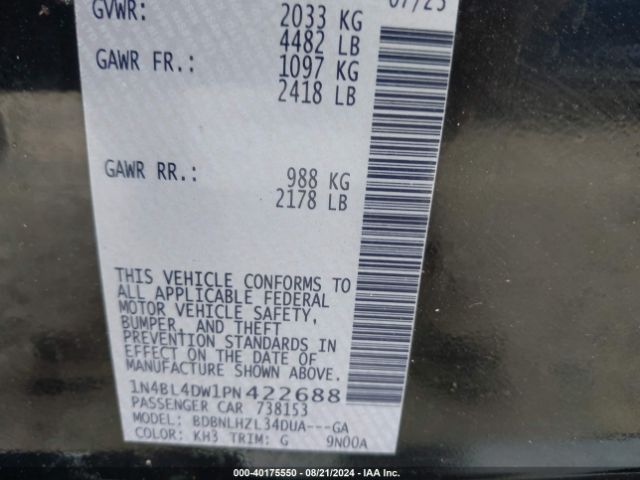 07/23
GVWR: 2033 KG
4482 LB
GAWR FR.: 1097 KG
2418 LB
GAWR RR.: 988 KG
2178 LB
THIS VEHICLE CONFORMS TO
ALL APPLICABLE FEDERAL
MOTOR VEHICLE SAFETY,
BUMPER, AND THEFT
PREVENTION STANDARDS IN
EFFECT ON THE DATE OF
MANUFACTURE SHOWN ABOVE.
1N4BL4DW1PN422688
PASSENGER CAR 738153
MODEL: BDBNLHZL34DUA---GA
COLOR: KH3 TRIM: G 9N00A
000-40175550 - 08/21/2024 - IAA Inc.